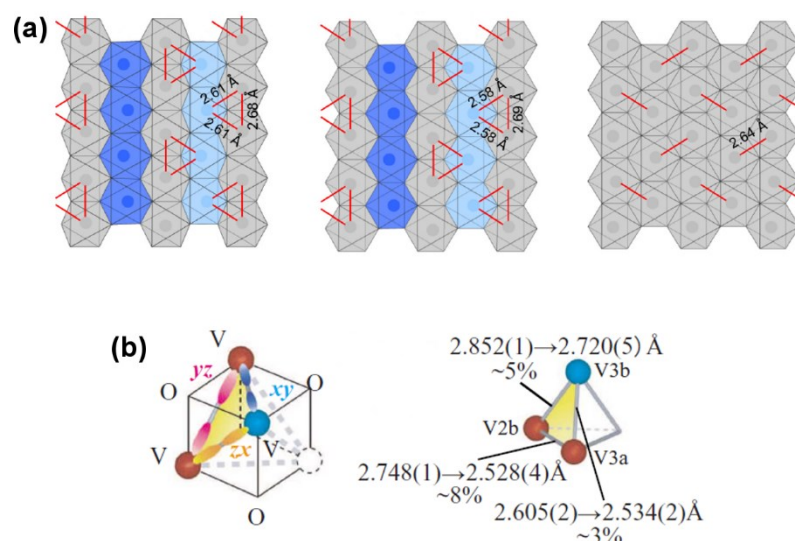 (a)
2.61 Å
2.61 Å
2.68 Å
2.58 Å
2.58 Å
2.69 Å
2.64 Å
(b)
V
yz
O
xy
O
V
zx
V
O
2.852(1)→2.720(5) Å
~5%
V3b
V2b
V3a
2.748(1)→2.528(4)Å
~8%
2.605(2)→2.534(2)Å
~3%